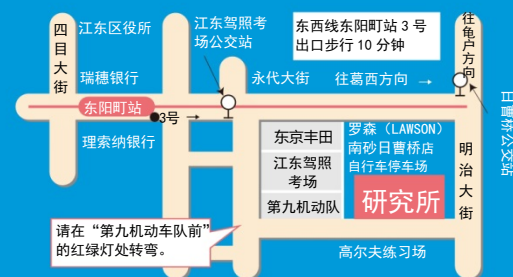 四目大街
江东区役所
瑞穗银行
江东驾照考
场公交站
东西线东阳町站 3 号
出口步行 10 分钟
往龟户方向
永代大街
往葛西方向 →
东阳町站
3号 →
日曹桥公交站
理索纳银行
东京丰田
江东驾照
考场
第九机动队
罗森（LAWSON）
南砂日曹桥店
自行车停车场
研究所
明治大街
请在“第九机动车队前”
的红绿灯处转弯。
高尔夫练习场